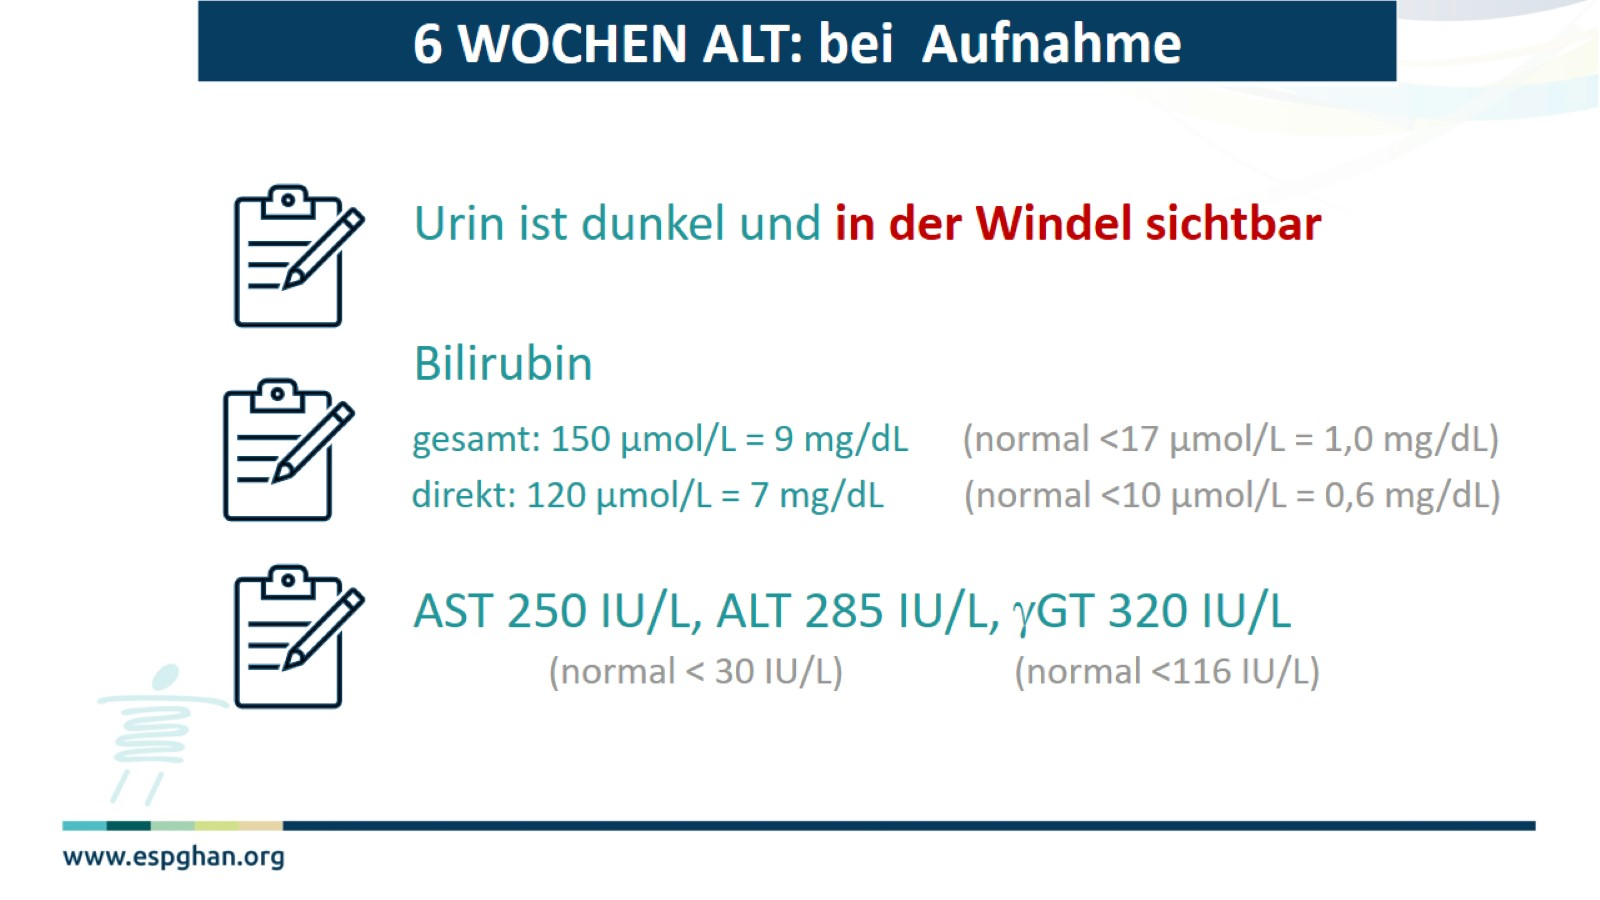 6 WOCHEN ALT: bei Aufnahme
Urin ist dunkel und in der Windel sichtbar
Bilirubin
gesamt: 150 µmol/L = 9 mg/dL (normal <17 µmol/L = 1,0 mg/dL)
direkt: 120 µmol/L = 7 mg/dL (normal <10 µmol/L = 0,6 mg/dL)
AST 250 IU/L, ALT 285 IU/L, γGT 320 IU/L
(normal < 30 IU/L) (normal <116 IU/L)
www.espghan.org